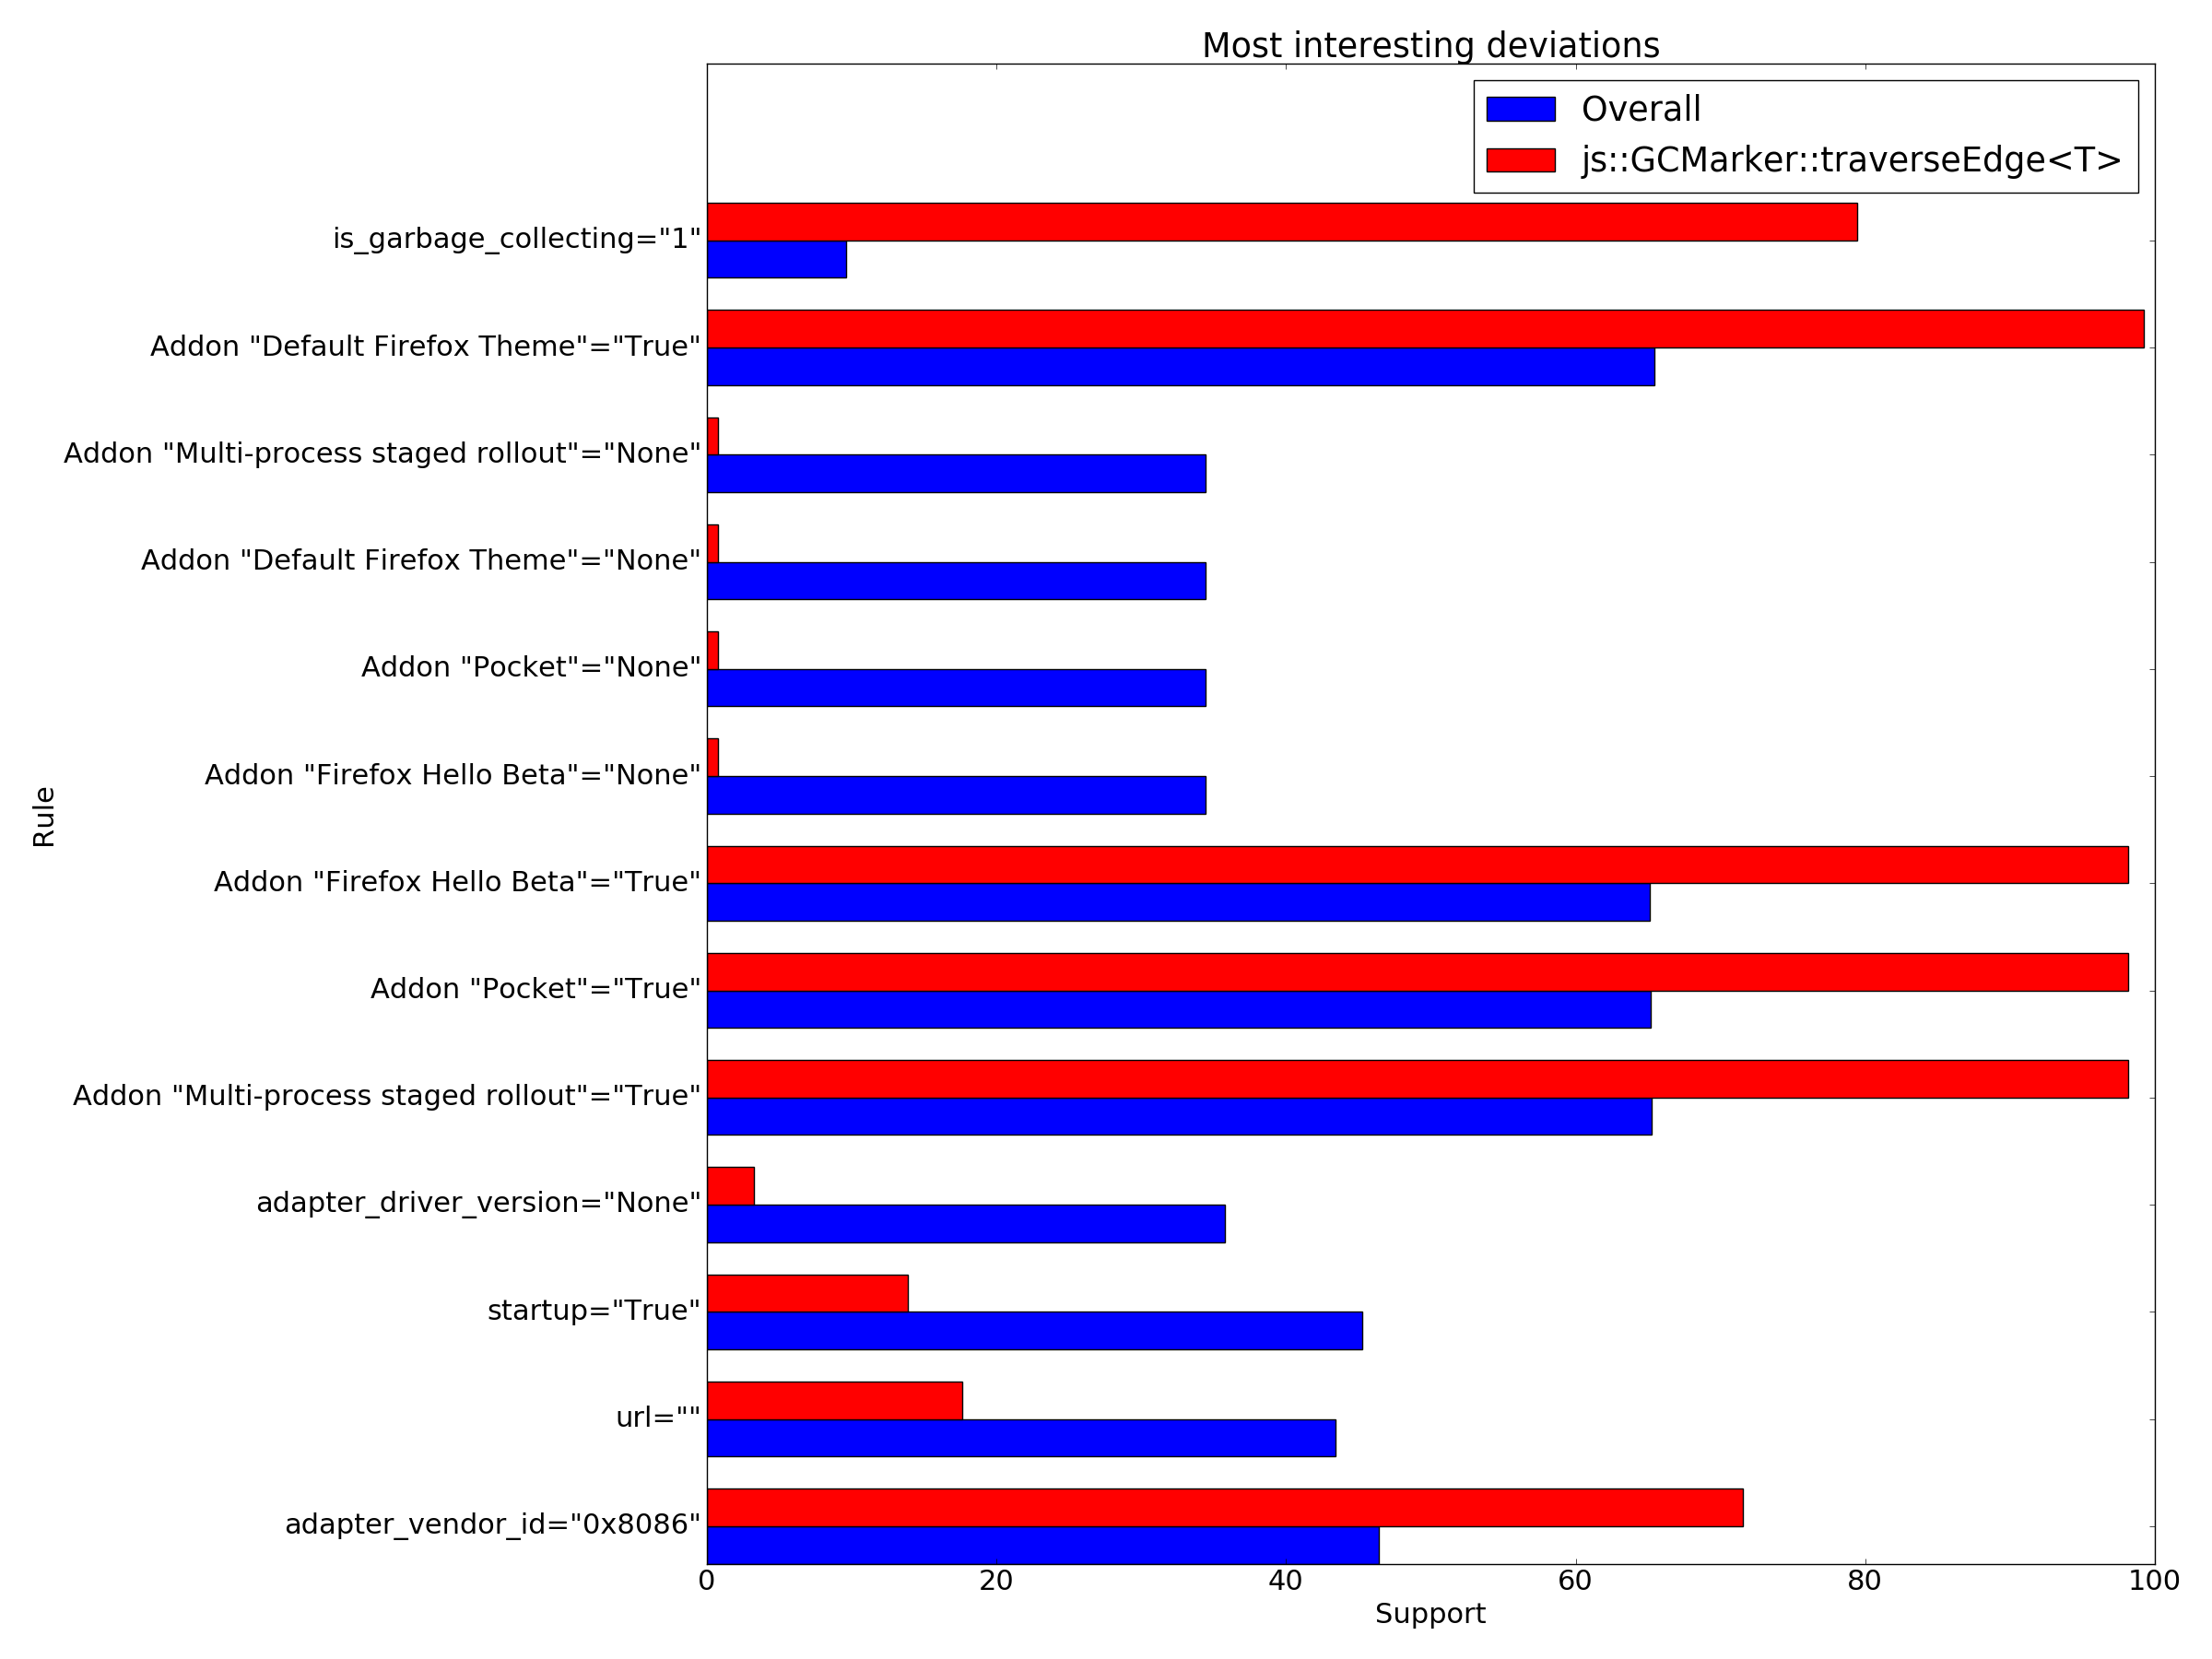 Most interesting deviations
Overall
js::GCMarker::traverseEdge<T>
is_garbage_collecting="1"
Addon "Default Firefox Theme"="True"
Addon "Multi-process staged rollout"="None"
Addon "Default Firefox Theme"="None"
Addon "Pocket"="None"
Addon "Firefox Hello Beta"="None"
Rule
Addon "Firefox Hello Beta"="True"
Addon "Pocket"="True"
Addon "Multi-process staged rollout"="True"
adapter_driver_version="None"
startup="True"
url=""
adapter_vendor_id="0x8086"
0 20 40 60 80 100
Support